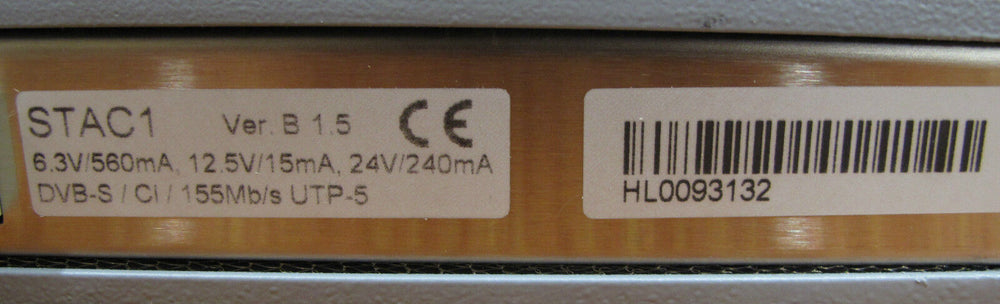 STAC1 Ver. B 1.5 CE
6.3V/560mA, 12.5V/15mA, 24V/240mA
DVB-S / CI / 155Mb/s UTP-5
HL0093132